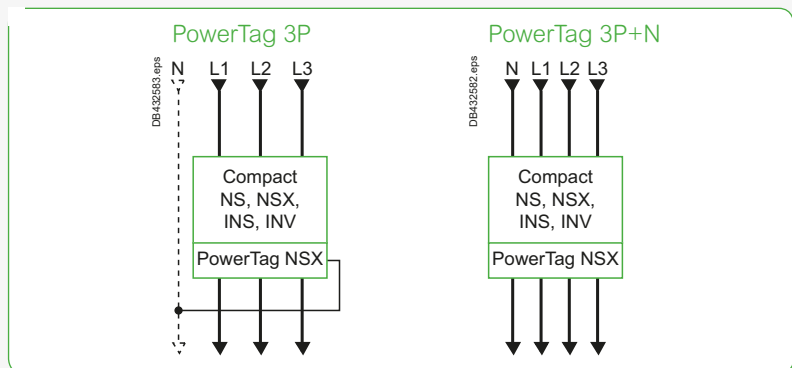 PowerTag 3P
DB432583.eps
N L1 L2 L3
Compact
NS, NSX,
INS, INV
PowerTag NSX
PowerTag 3P+N
DB432582.eps
N L1 L2 L3
Compact
NS, NSX,
INS, INV
PowerTag NSX